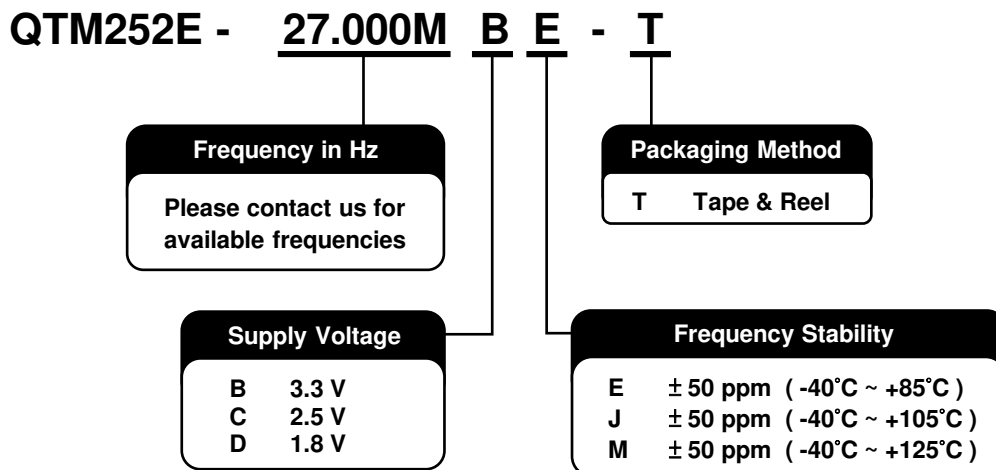 QTM252E - 27.000M B E - T
Frequency in Hz
Please contact us for
available frequencies
Packaging Method
T Tape & Reel
Supply Voltage
B 3.3 V
C 2.5 V
D 1.8 V
Frequency Stability
E ± 50 ppm ( -40°C ~ +85°C )
J ± 50 ppm ( -40°C ~ +105°C )
M ± 50 ppm ( -40°C ~ +125°C )